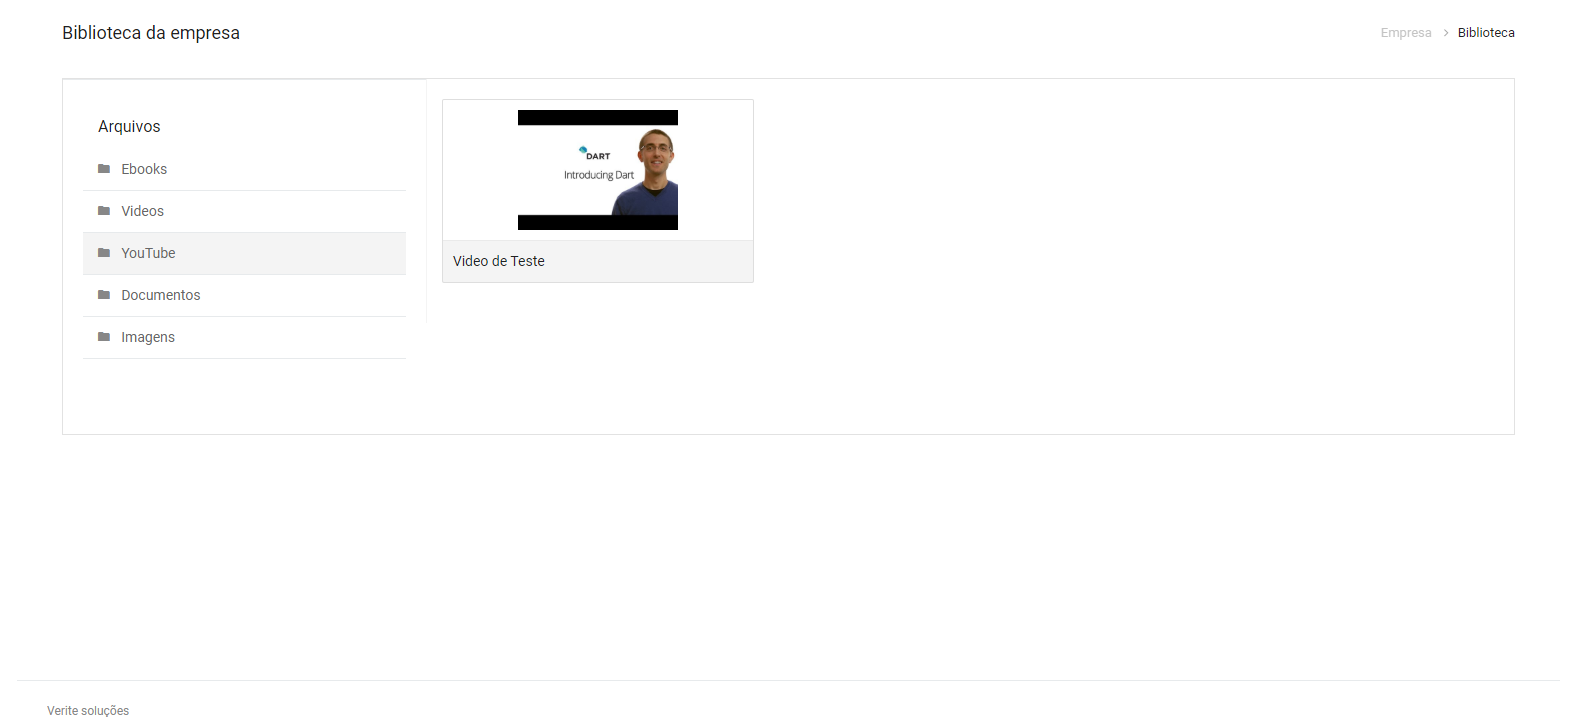 Biblioteca da empresa
Empresa > Biblioteca
Arquivos
Ebooks
Videos
YouTube
Documentos
Imagens
DART
Introducing Dart
Video de Teste
Verite soluções